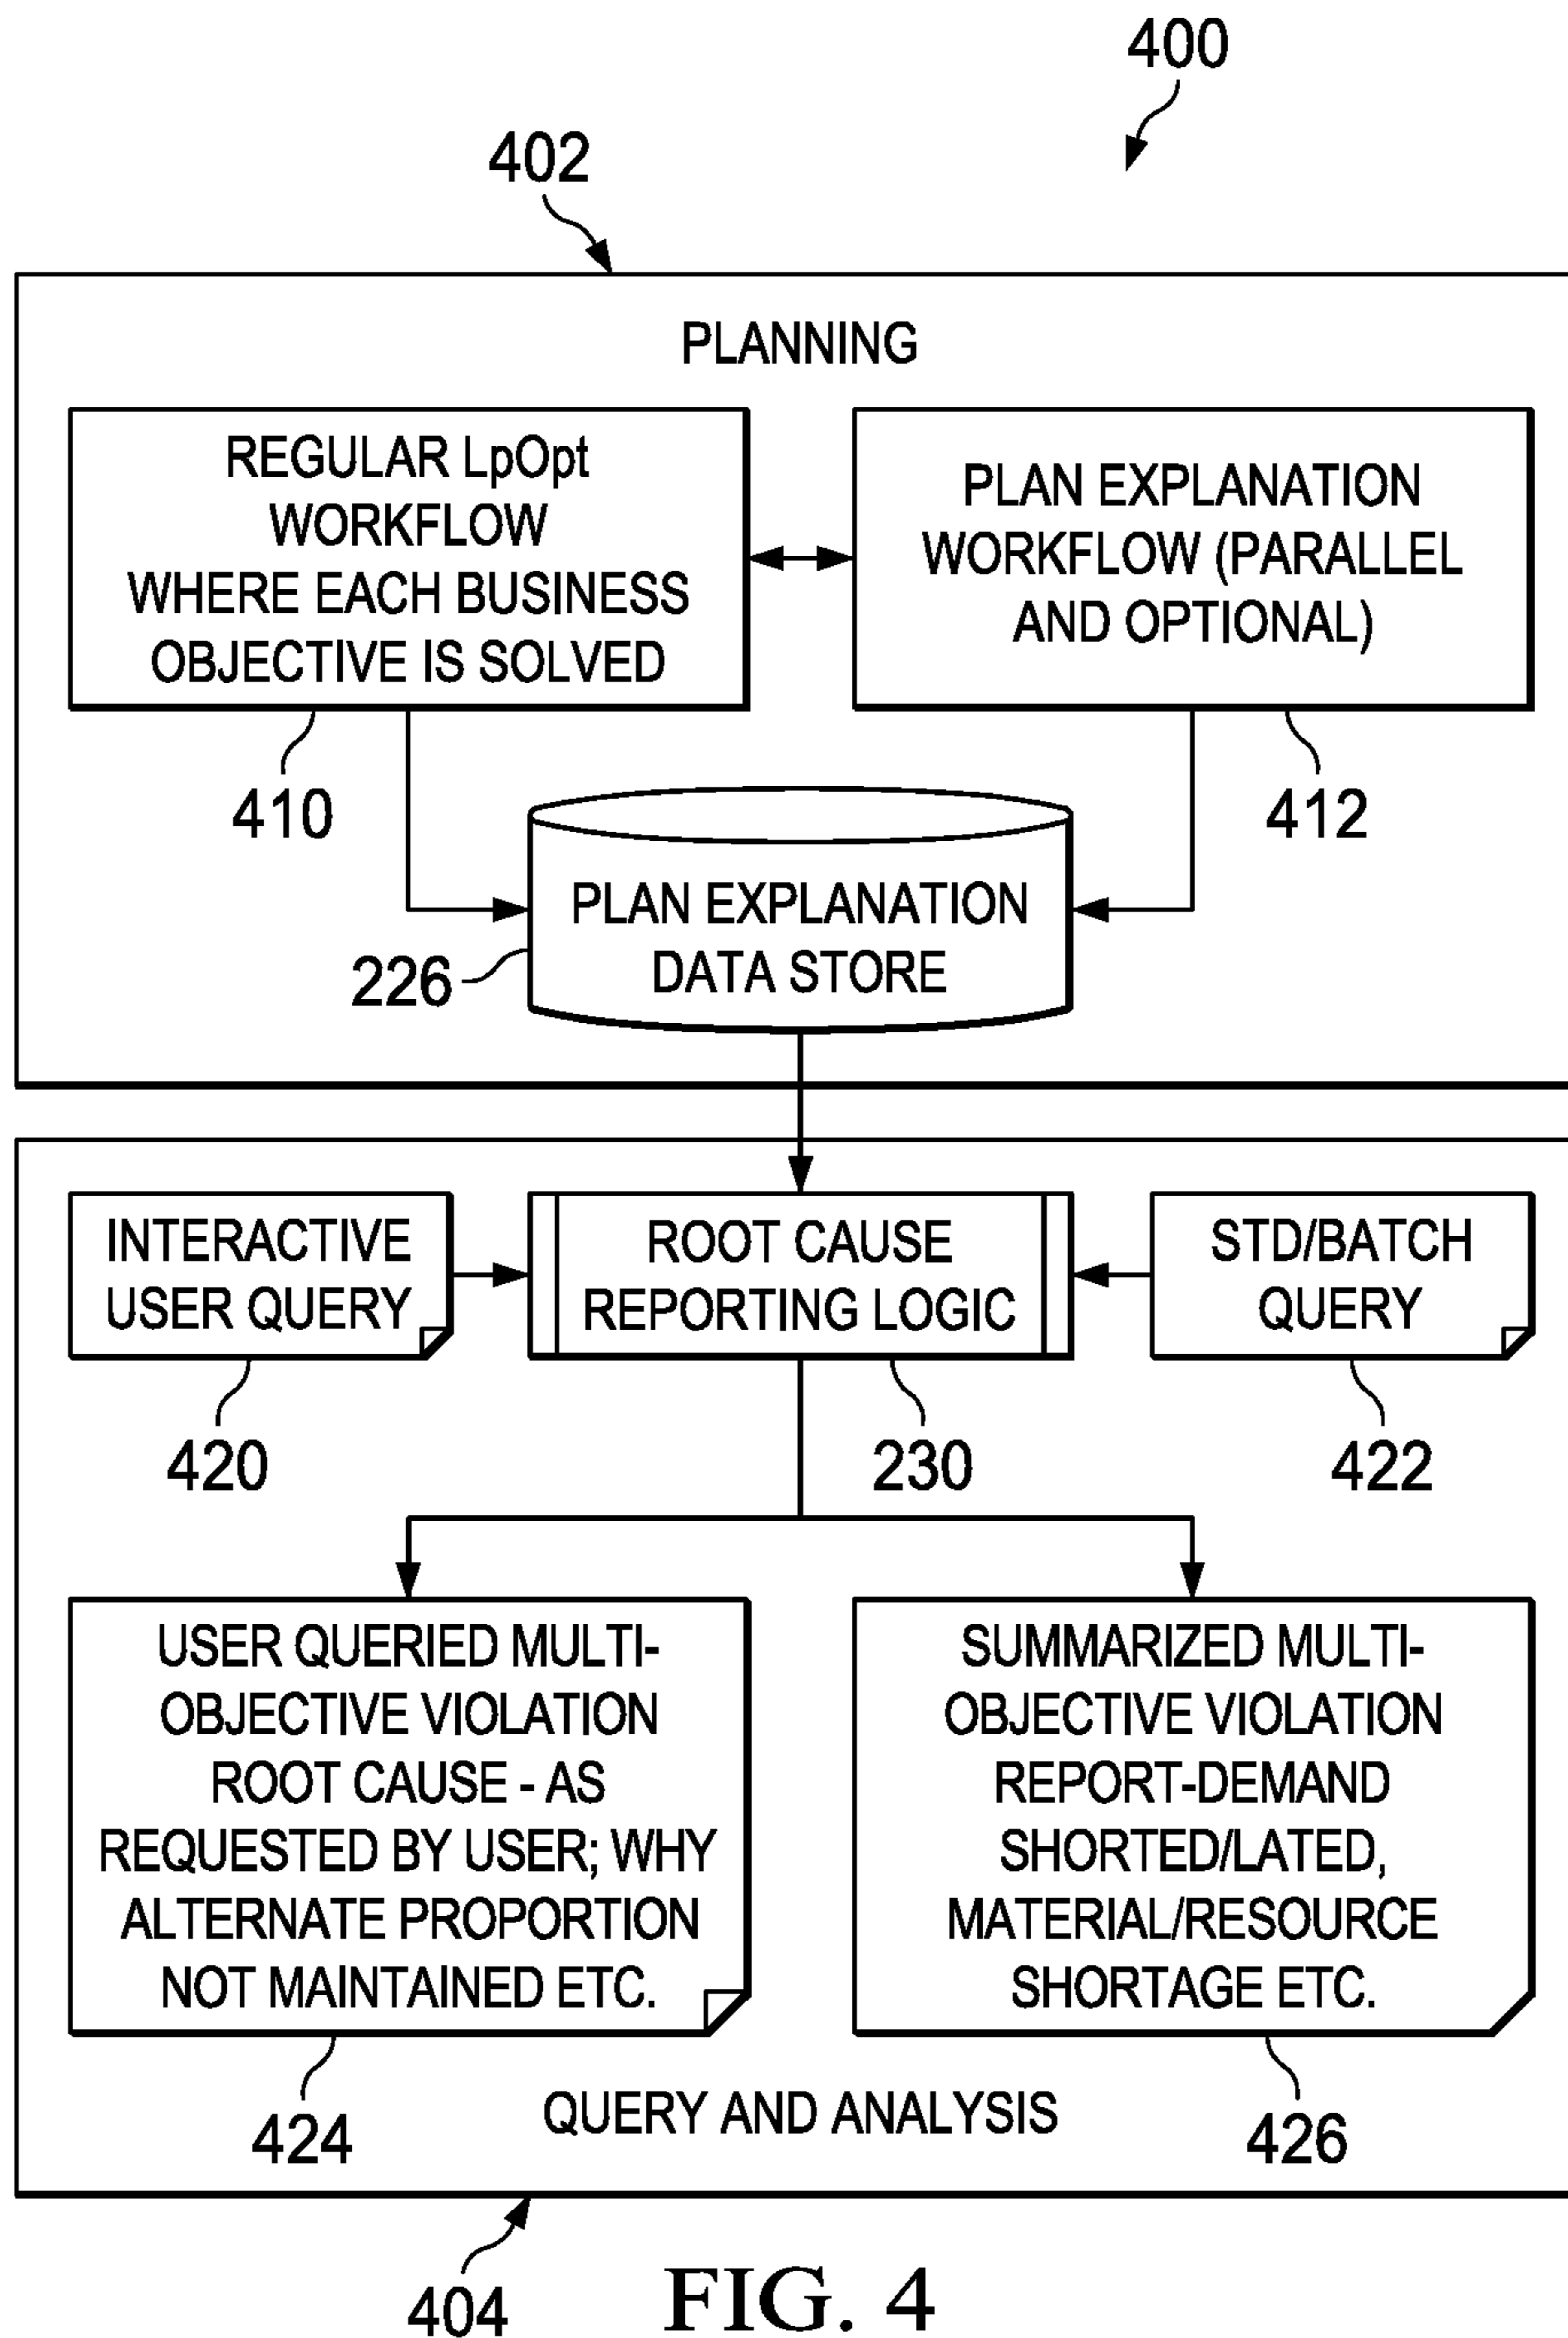 400
402
PLANNING
REGULAR LpOpt
WORKFLOW
WHERE EACH BUSINESS
OBJECTIVE IS SOLVED
PLAN EXPLANATION
WORKFLOW (PARALLEL
AND OPTIONAL)
410
412
PLAN EXPLANATION
DATA STORE
226
INTERACTIVE
USER QUERY
ROOT CAUSE
REPORTING LOGIC
STD/BATCH
QUERY
420
230
422
USER QUERIED MULTI-
OBJECTIVE VIOLATION
ROOT CAUSE - AS
REQUESTED BY USER; WHY
ALTERNATE PROPORTION
NOT MAINTAINED ETC.
SUMMARIZED MULTI-
OBJECTIVE VIOLATION
REPORT-DEMAND
SHORTED/LATED,
MATERIAL/RESOURCE
SHORTAGE ETC.
424
QUERY AND ANALYSIS
426
404
FIG. 4